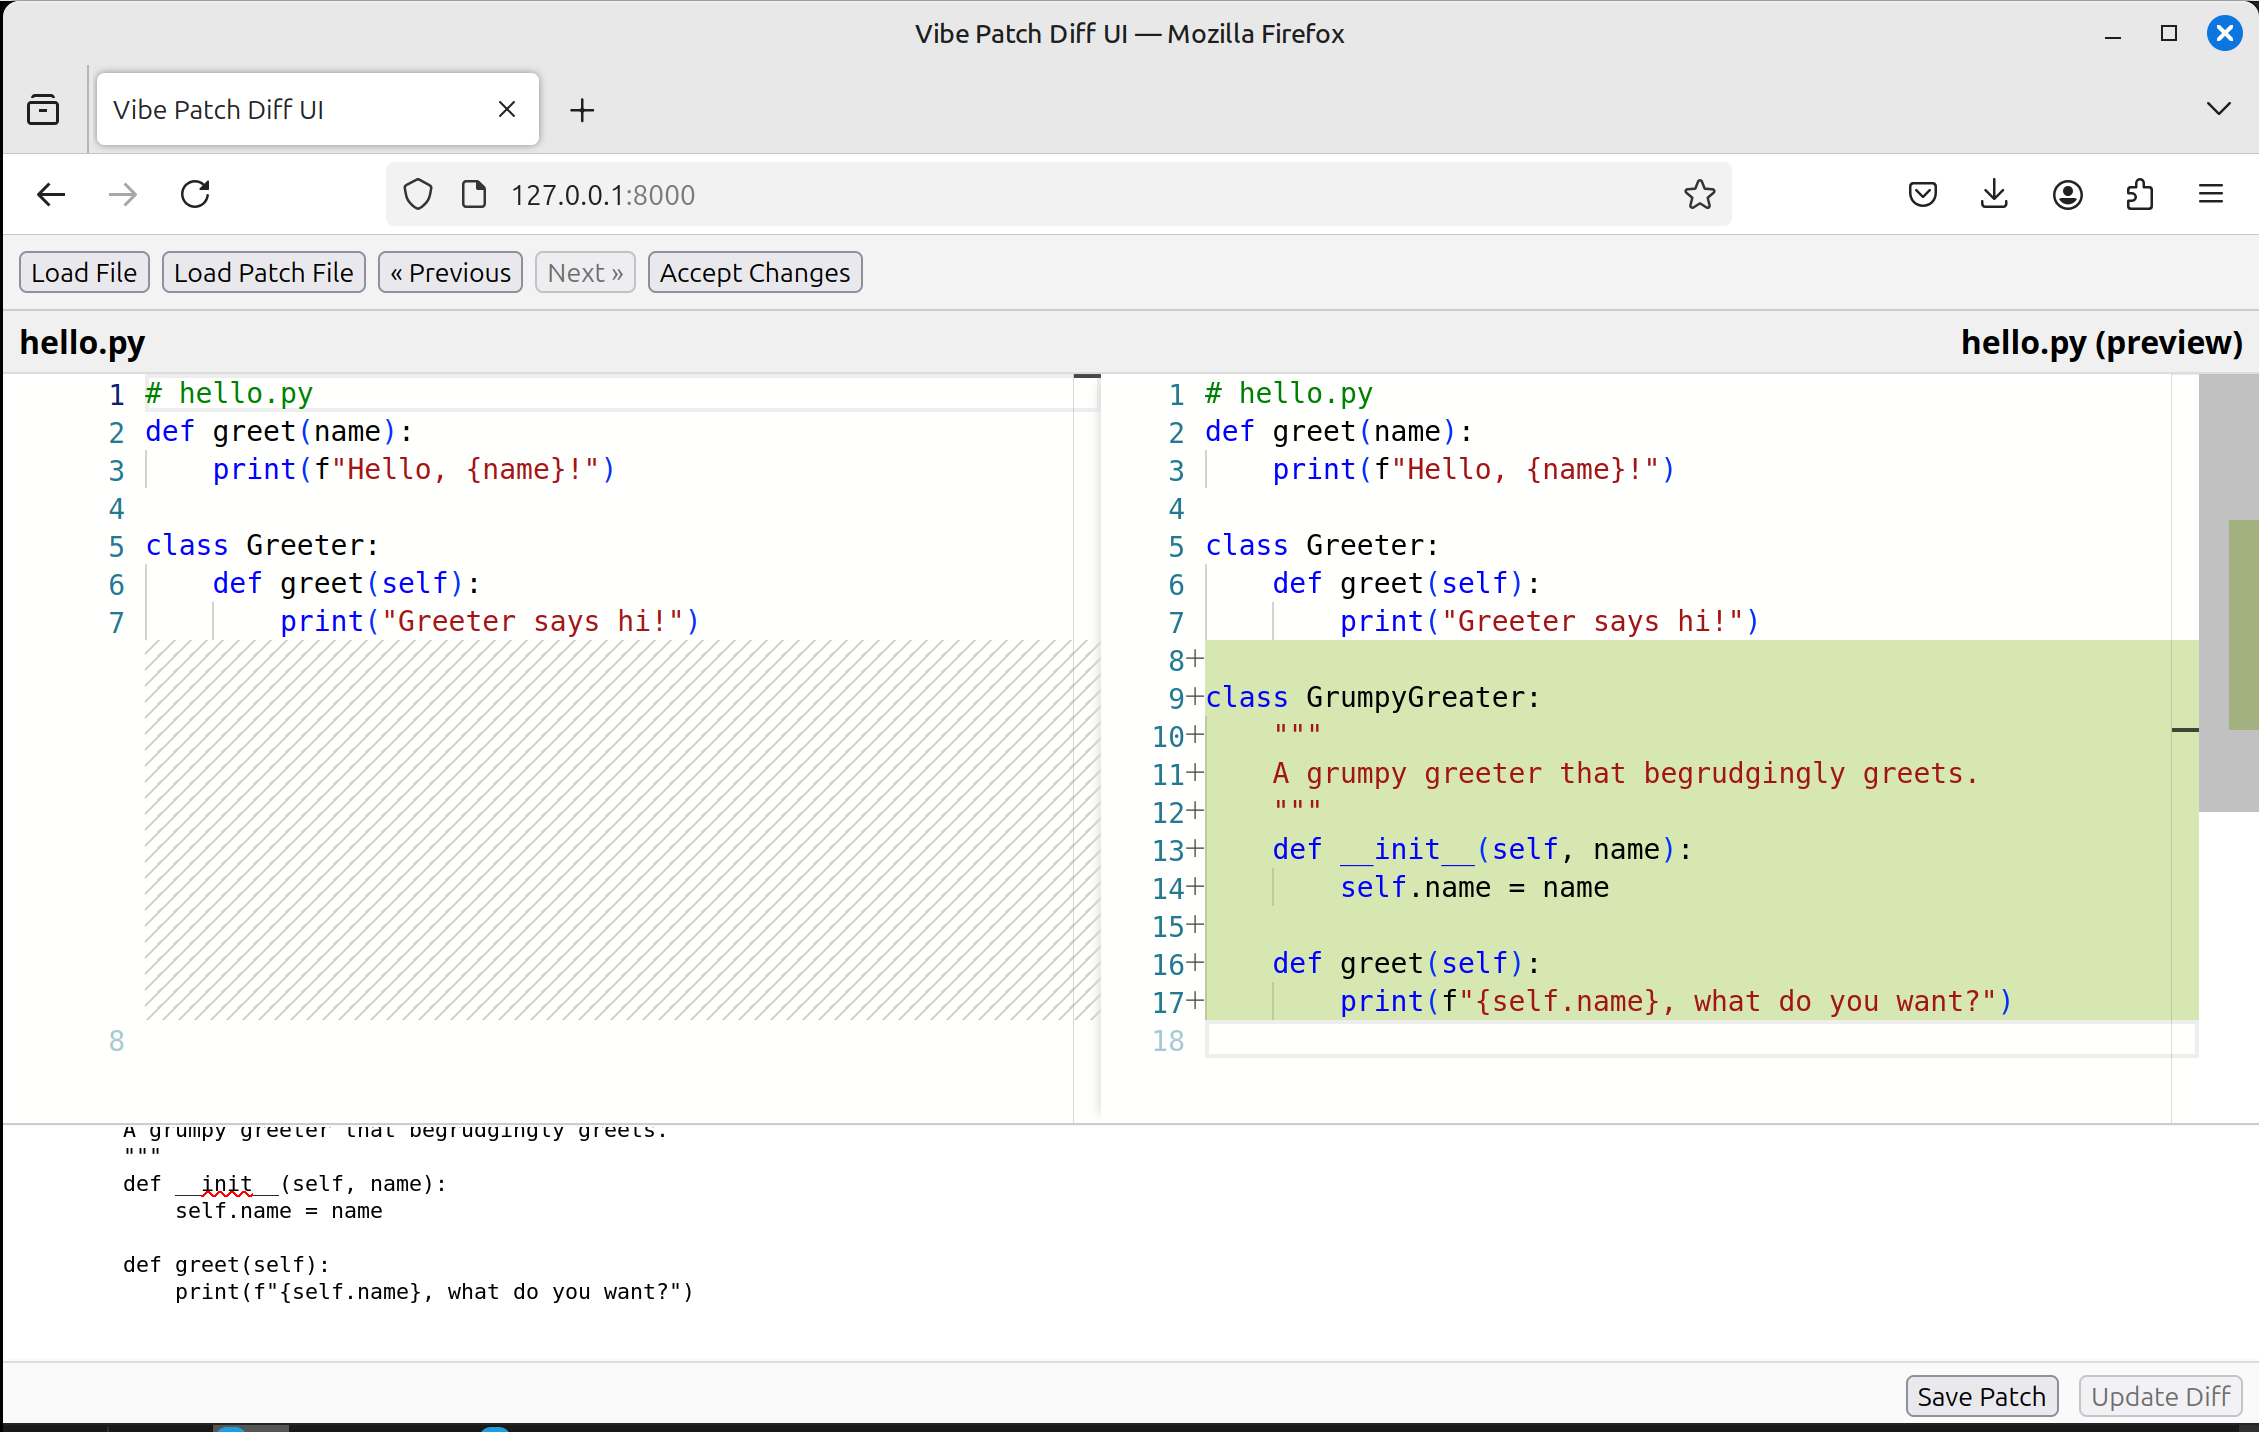 Vibe Patch Diff UI — Mozilla Firefox
Vibe Patch Diff UI
127.0.0.1:8000
Load File Load Patch File « Previous Next » Accept Changes
hello.py
hello.py (preview)
1 # hello.py
2 def greet(name):
3     print(f"Hello, {name}!")
4
5 class Greeter:
6     def greet(self):
7         print("Greeter says hi!")
8
1 # hello.py
2 def greet(name):
3     print(f"Hello, {name}!")
4
5 class Greeter:
6     def greet(self):
7         print("Greeter says hi!")
8+
9+class GrumpyGreater:
10+    """
11+    A grumpy greeter that begrudgingly greets.
12+    """
13+    def __init__(self, name):
14+        self.name = name
15+
16+    def greet(self):
17+        print(f"{self.name}, what do you want?")
18
A grumpy greeter that begrudgingly greets.
"""
def __init__(self, name):
    self.name = name
def greet(self):
    print(f"{self.name}, what do you want?")
Save Patch Update Diff